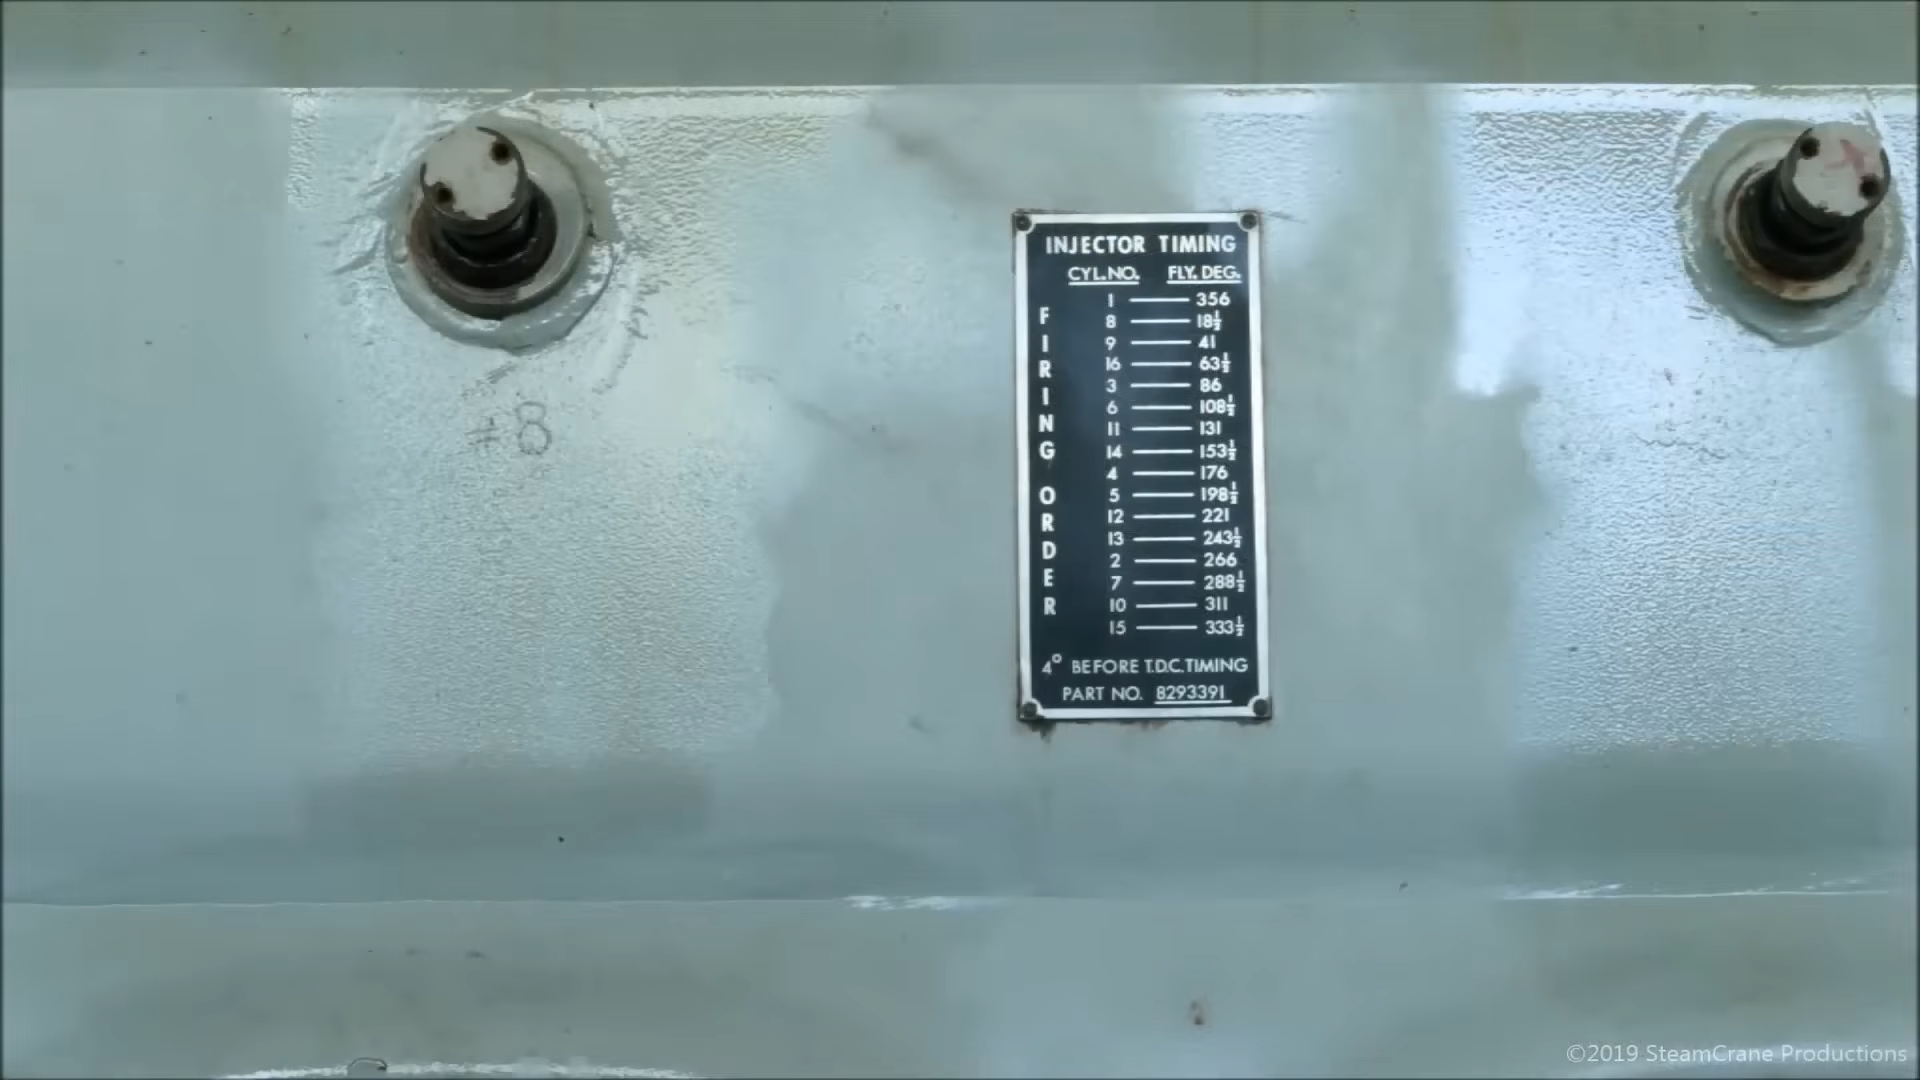 #8
INJECTOR TIMING
CYL.NO. FLY. DEG.
FIRING ORDER
1 — 356
8 — 18½
9 — 41
16 — 63½
3 — 86
6 — 108½
11 — 131
14 — 153½
4 — 176
5 — 198½
12 — 221
13 — 243½
2 — 266
7 — 288½
10 — 311
15 — 333½
4° BEFORE T.D.C. TIMING
PART NO. 8293391
©2019 SteamCrane Productions